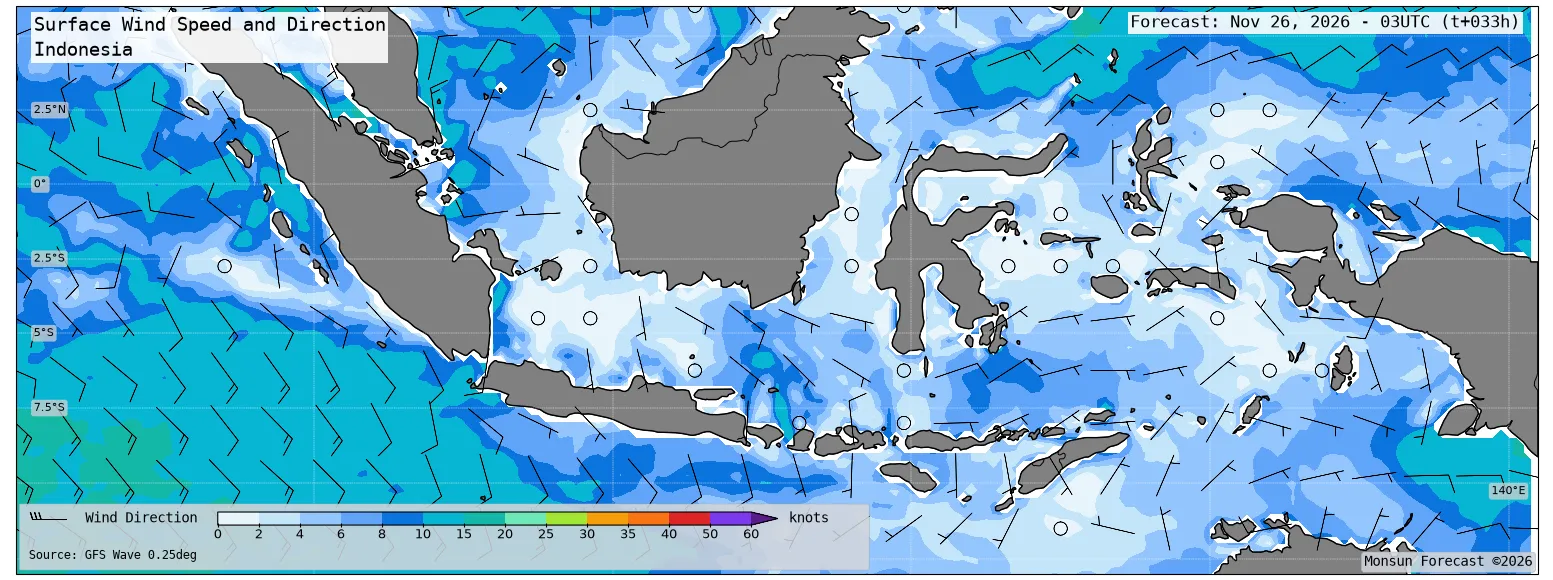 Surface Wind Speed and Direction
Indonesia
Forecast: Nov 26, 2026 - 03UTC (t+033h)
2.5°N
0°
2.5°S
5°S
7.5°S
140°E
Wind Direction
0 2 4 6 8 10 15 20 25 30 35 40 50 60
knots
Source: GFS Wave 0.25deg
Monsun Forecast ©2026